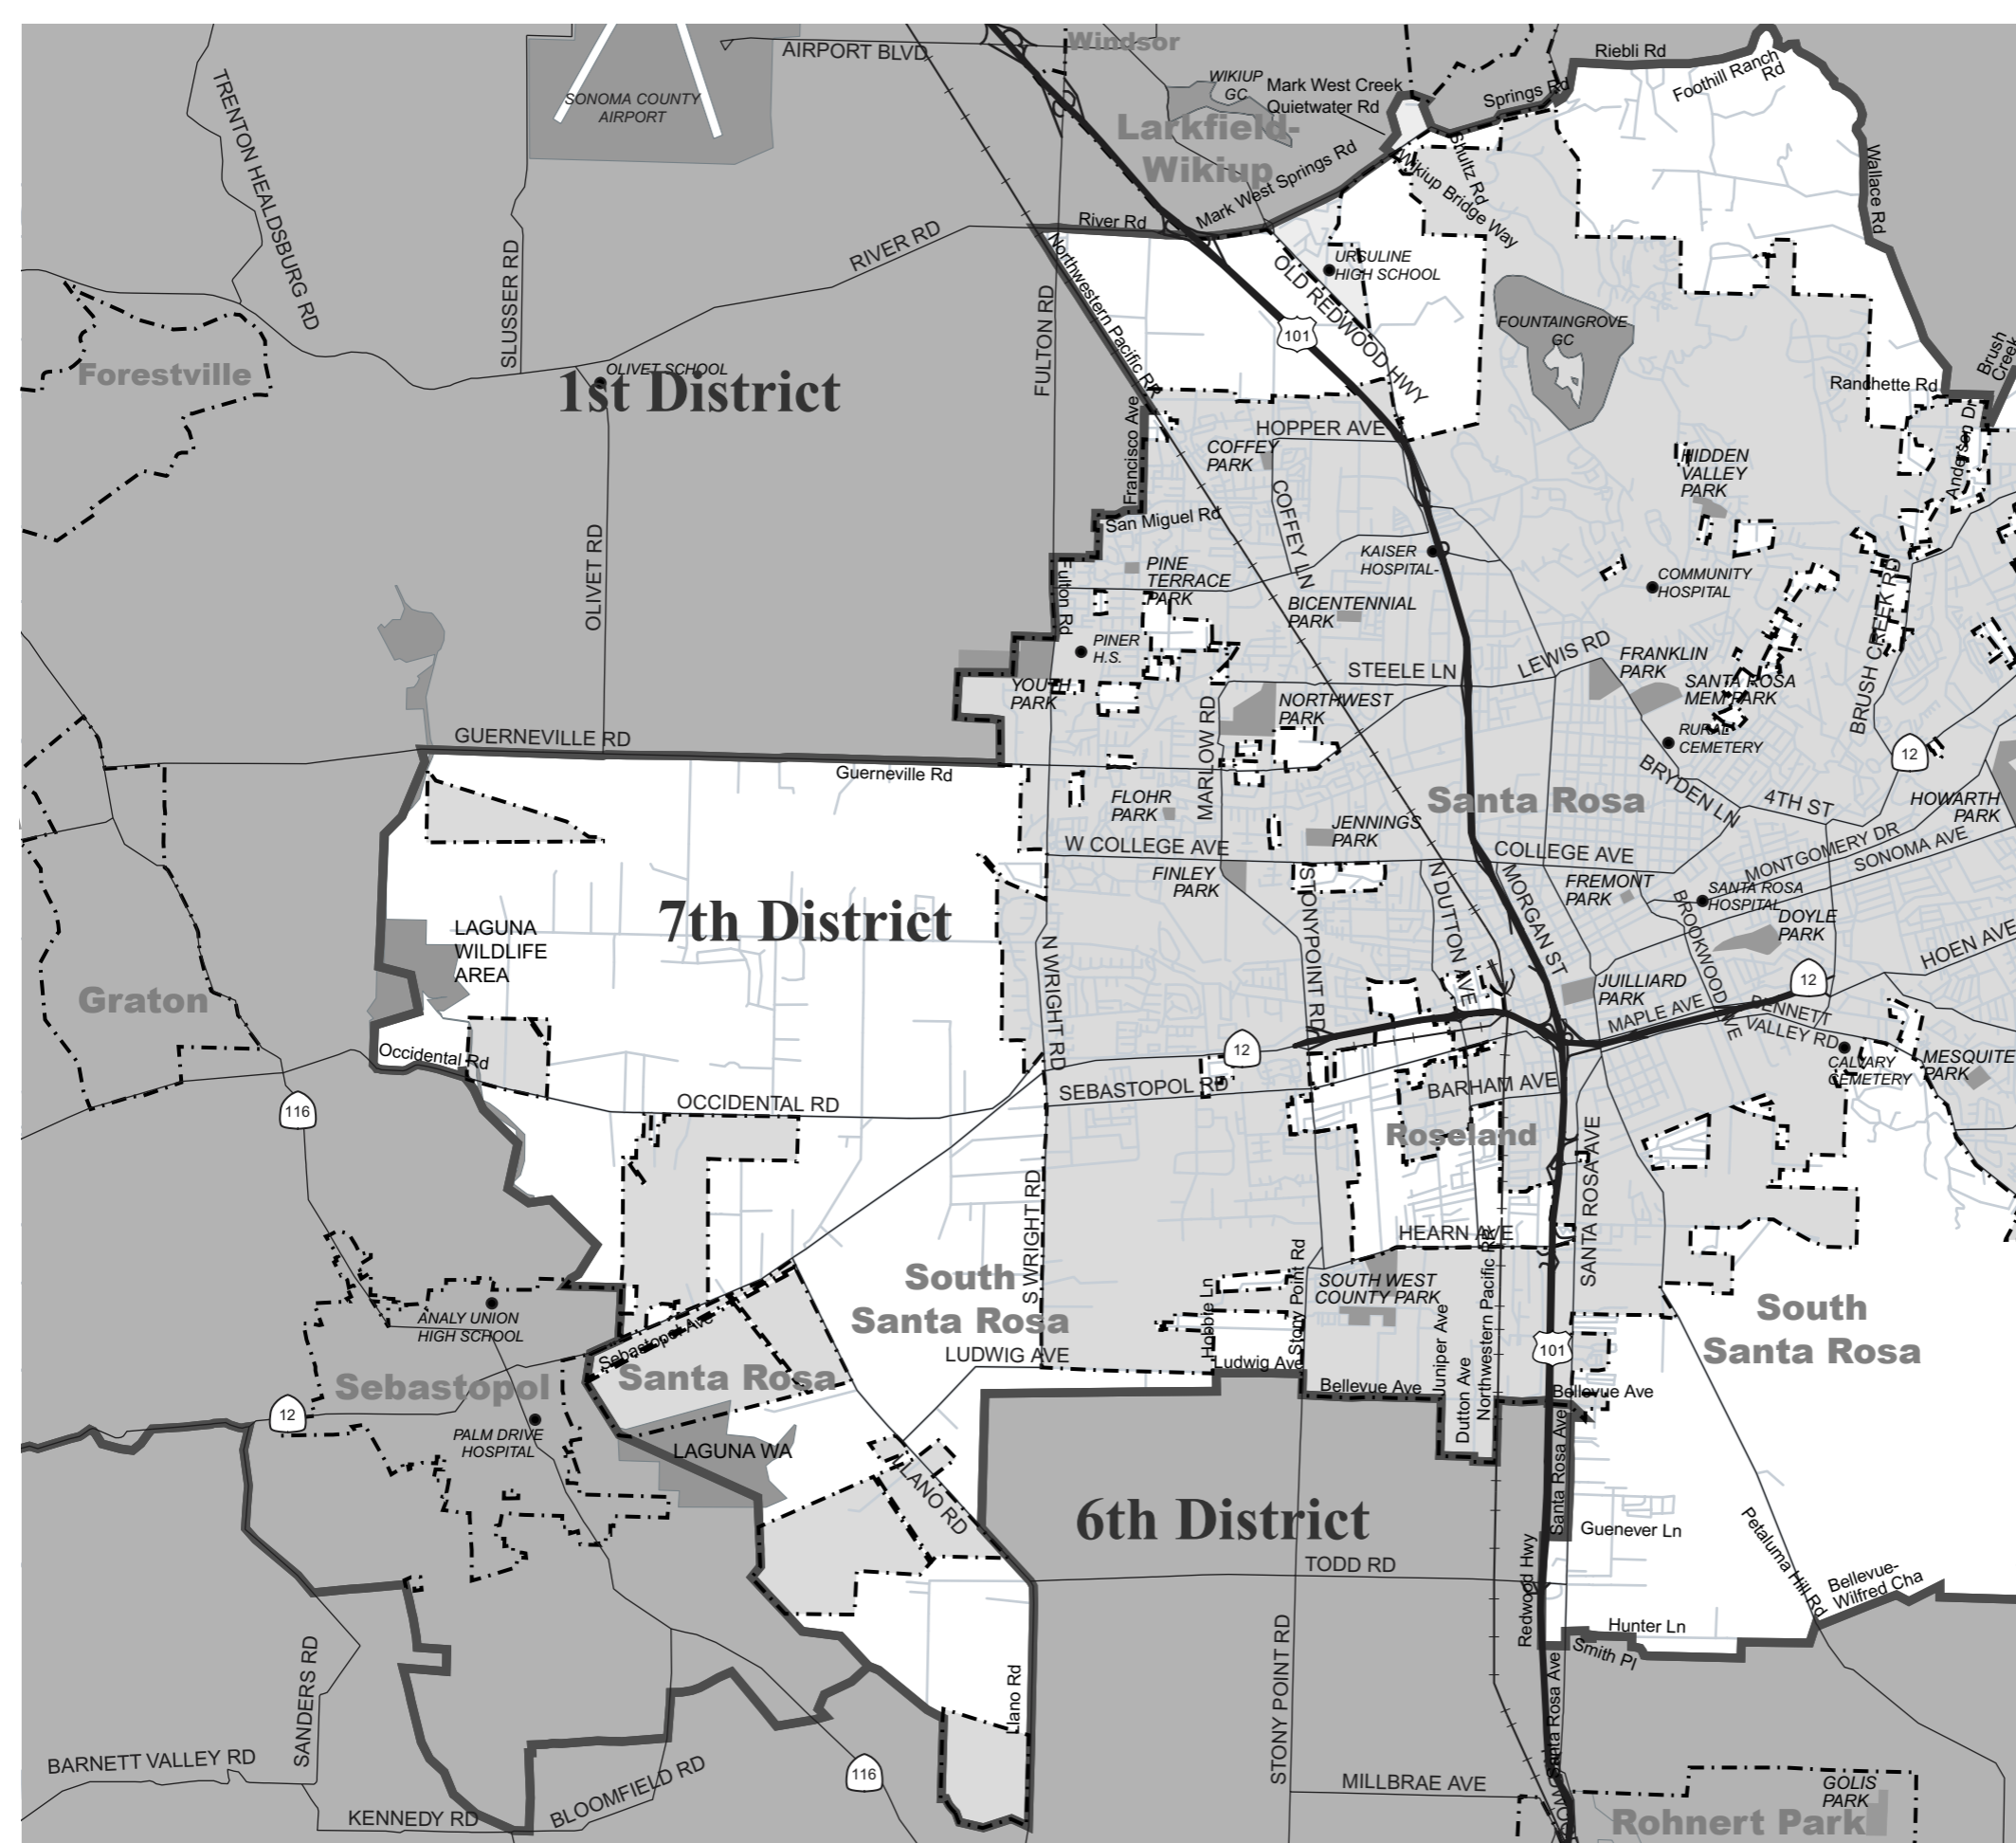 Windsor
AIRPORT BLVD
Riebli Rd
Foothill Ranch
Rd
WIKIUP
GC
Mark West Creek
Quietwater Rd
Springs Rd
SONOMA COUNTY
AIRPORT
TRENTON HEALDSBURG RD
Larkfield-
Wikiup
Shultz Rd
Wikiup Bridge Way
Wallace Rd
Mark West Springs Rd
River Rd
RIVER RD
SLUSSER RD
URSULINE
HIGH SCHOOL
OLD REDWOOD HWY
Northwestern Pacific RR
FULTON RD
101
FOUNTAINGROVE
GC
Brush
Creek
Forestville
OLIVET SCHOOL
1st District
Ranchette Rd
Anderson Dr
Francisco Ave
HOPPER AVE
COFFEY
PARK
HIDDEN
VALLEY
PARK
COFFEY LN
San Miguel Rd
KAISER
HOSPITAL-
OLIVET RD
Fulton Rd
PINE
TERRACE
PARK
COMMUNITY
HOSPITAL
BICENTENNIAL
PARK
BRUSH CREEK RD
PINER
H.S.
STEELE LN
LEWIS RD
FRANKLIN
PARK
YOUTH
PARK
SANTA ROSA
MEM PARK
NORTHWEST
PARK
MARLOW RD
RURAL
CEMETERY
GUERNEVILLE RD
Guerneville Rd
12
BRYDEN LN
4TH ST
HOWARTH
PARK
FLOHR
PARK
Santa Rosa
JENNINGS
PARK
MONTGOMERY DR
SONOMA AVE
W COLLEGE AVE
COLLEGE AVE
FINLEY
PARK
STONYPOINT RD
N DUTTON AVE
MORGAN ST
FREMONT
PARK
SANTA ROSA
HOSPITAL
BROOKWOOD AVE
DOYLE
PARK
7th District
LAGUNA
WILDLIFE
AREA
HOEN AVE
N WRIGHT RD
Graton
JUILLIARD
PARK
12
MAPLE AVE
BENNETT
VALLEY RD
Occidental Rd
12
CALVARY
CEMETERY
MESQUITE
PARK
SEBASTOPOL RD
BARHAM AVE
116
OCCIDENTAL RD
Roseland
SANTA ROSA AVE
S WRIGHT RD
HEARN AVE
South
Santa Rosa
Hobbie Ln
Stony Point Rd
SOUTH WEST
COUNTY PARK
Northwestern Pacific RR
South
Santa Rosa
ANALY UNION
HIGH SCHOOL
Sebastopol Ave
Juniper Ave
101
LUDWIG AVE
Ludwig Ave
Santa Rosa
Sebastopol
Bellevue Ave
Bellevue Ave
Dutton Ave
12
PALM DRIVE
HOSPITAL
LAGUNA WA
LLANO RD
Santa Rosa Ave
6th District
Guenever Ln
Petaluma Hill Rd
TODD RD
Redwood Hwy
Bellevue-
Wilfred Cha
Hunter Ln
Smith Pl
SANDERS RD
Llano Rd
STONY POINT RD
Santa Rosa Ave
BARNETT VALLEY RD
116
MILLBRAE AVE
GOLIS
PARK
KENNEDY RD
BLOOMFIELD RD
Rohnert Park